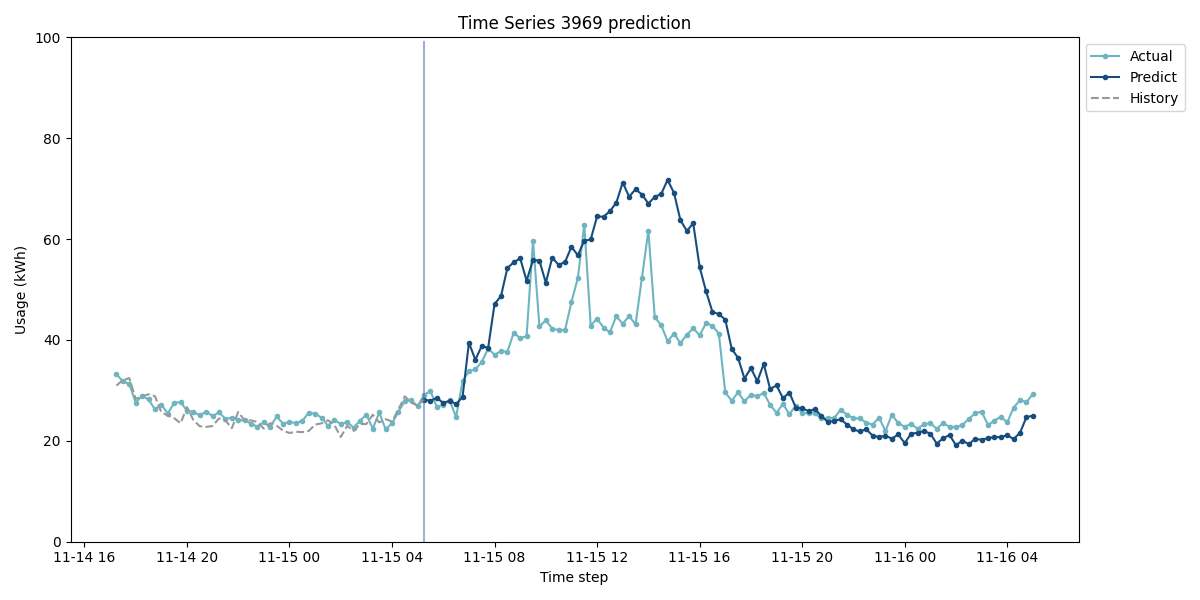 Time Series 3969 prediction
Usage (kWh)
100
80
60
40
20
0
11-14 16
11-14 20
11-15 00
11-15 04
11-15 08
11-15 12
11-15 16
11-15 20
11-16 00
11-16 04
Time step
Actual
Predict
History